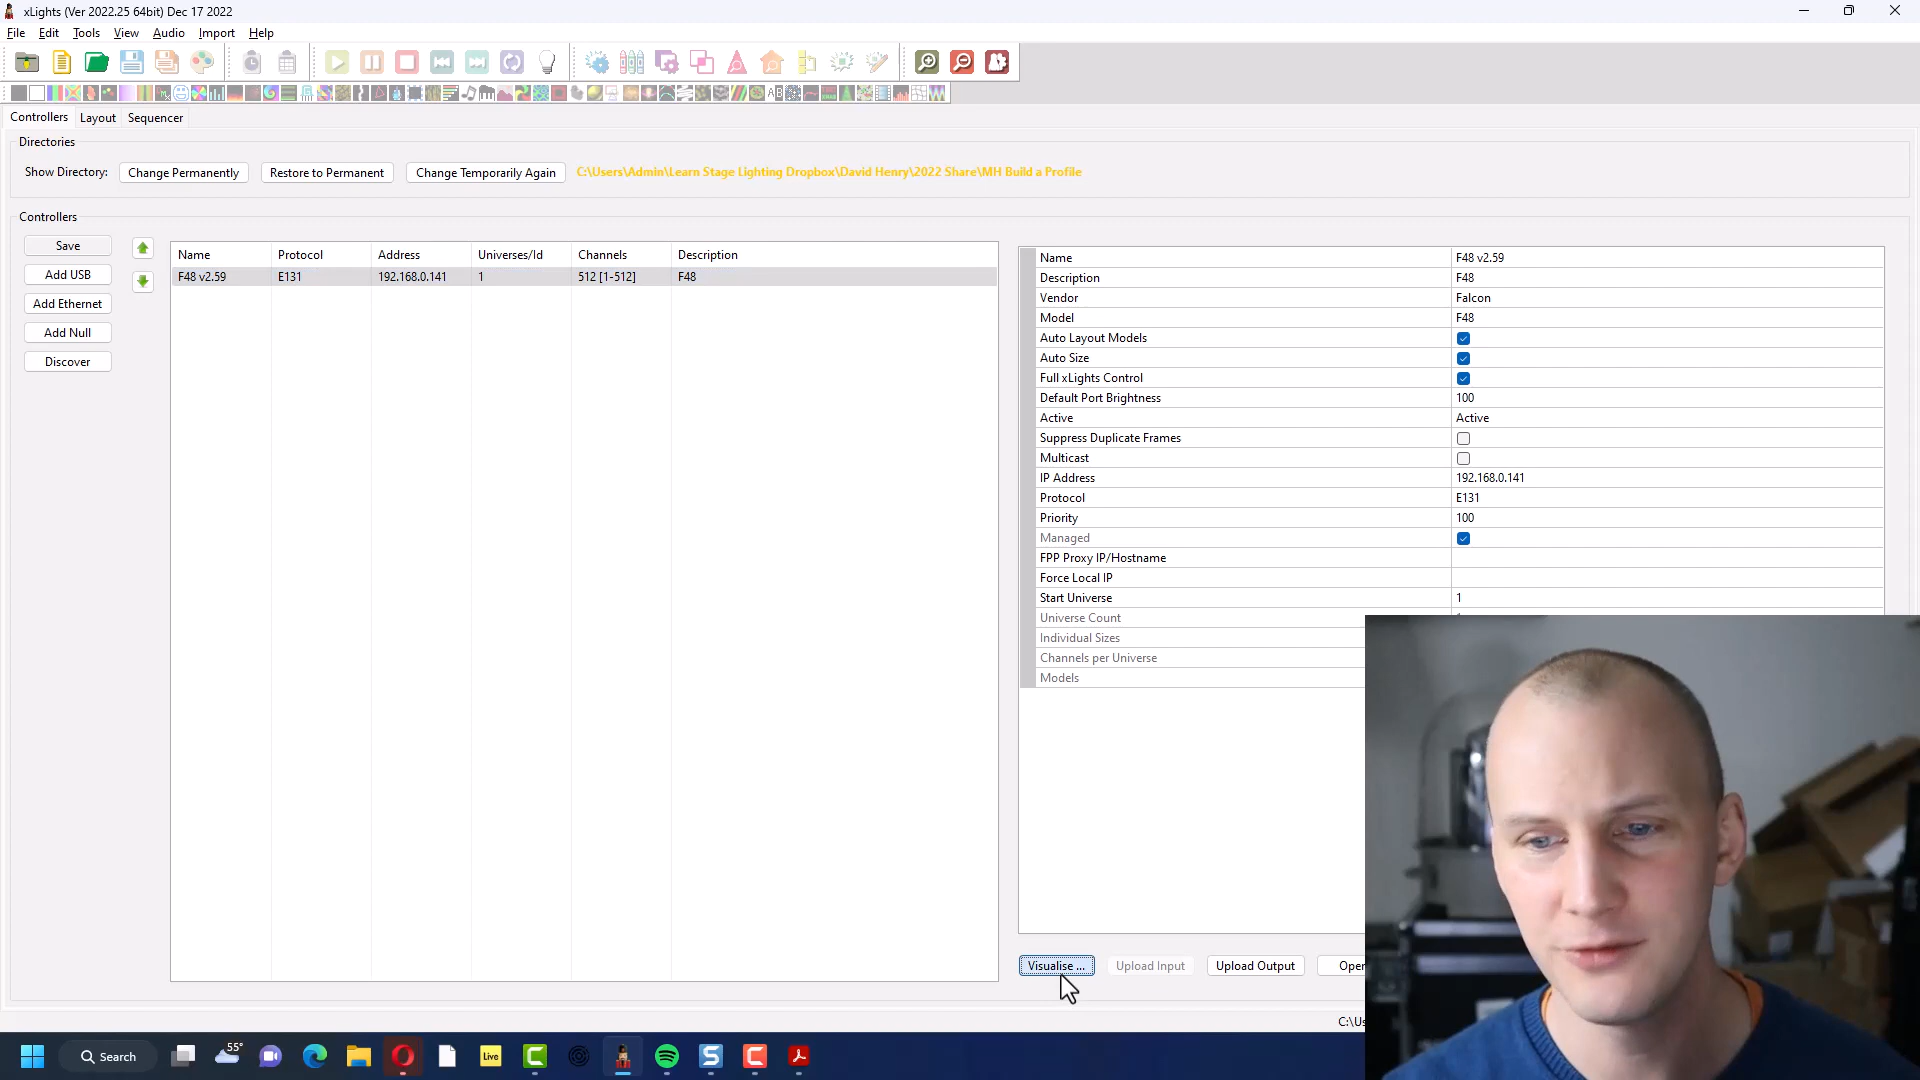 xLights (Ver 2022.25 64bit) Dec 17 2022
File Edit Tools View Audio Import Help
Controllers Layout Sequencer
Directories
Show Directory: Change Permanently Restore to Permanent Change Temporarily Again C:\Users\Admin\Learn Stage Lighting Dropbox\David Henry\2022 Share\MH Build a Profile
Controllers
Save
Add USB
Add Ethernet
Add Null
Discover
Name Protocol Address Universes/Id Channels Description
F48 v2.59 E131 192.168.0.141 1 512 [1-512] F48
Name F48 v2.59
Description F48
Vendor Falcon
Model F48
Auto Layout Models
Auto Size
Full xLights Control
Default Port Brightness 100
Active Active
Suppress Duplicate Frames
Multicast
IP Address 192.168.0.141
Protocol E131
Priority 100
Managed
FPP Proxy IP/Hostname
Force Local IP
Start Universe 1
Universe Count
Individual Sizes
Channels per Universe
Models
Visualise ... Upload Input Upload Output Open
C:\Us
Search 55° Live